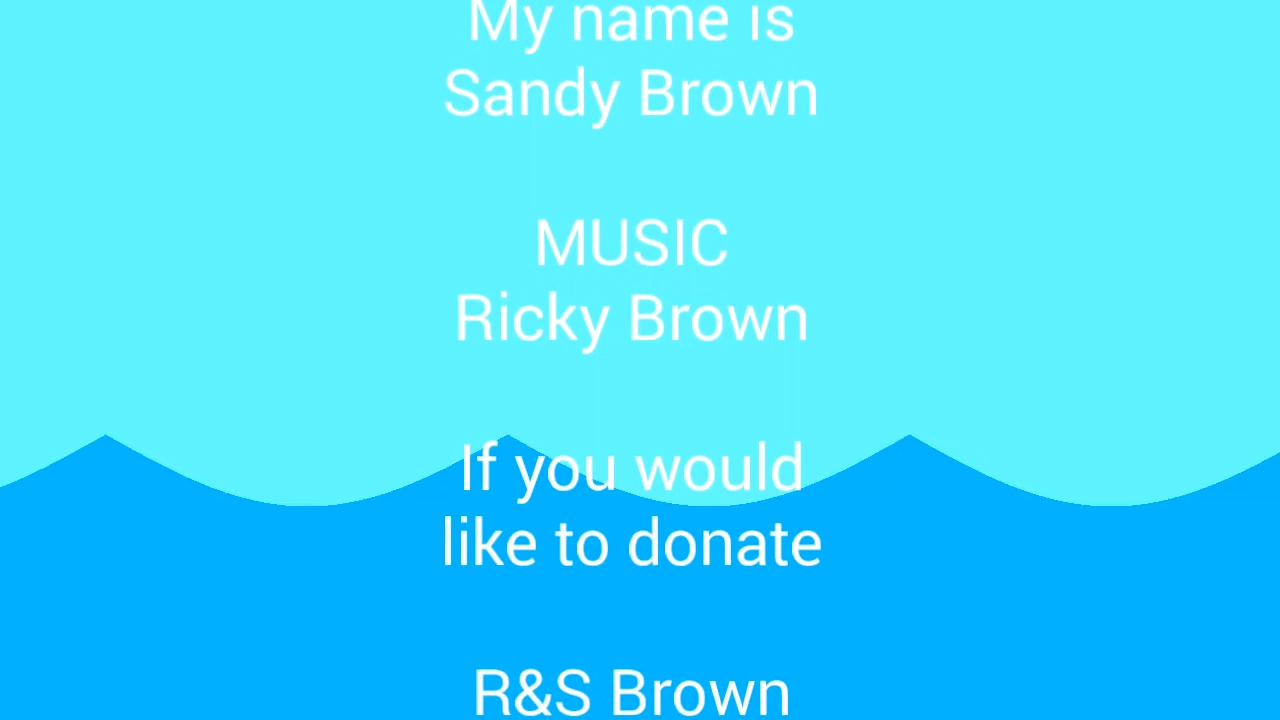 My name is
Sandy Brown
MUSIC
Ricky Brown
If you would
like to donate
R&S Brown